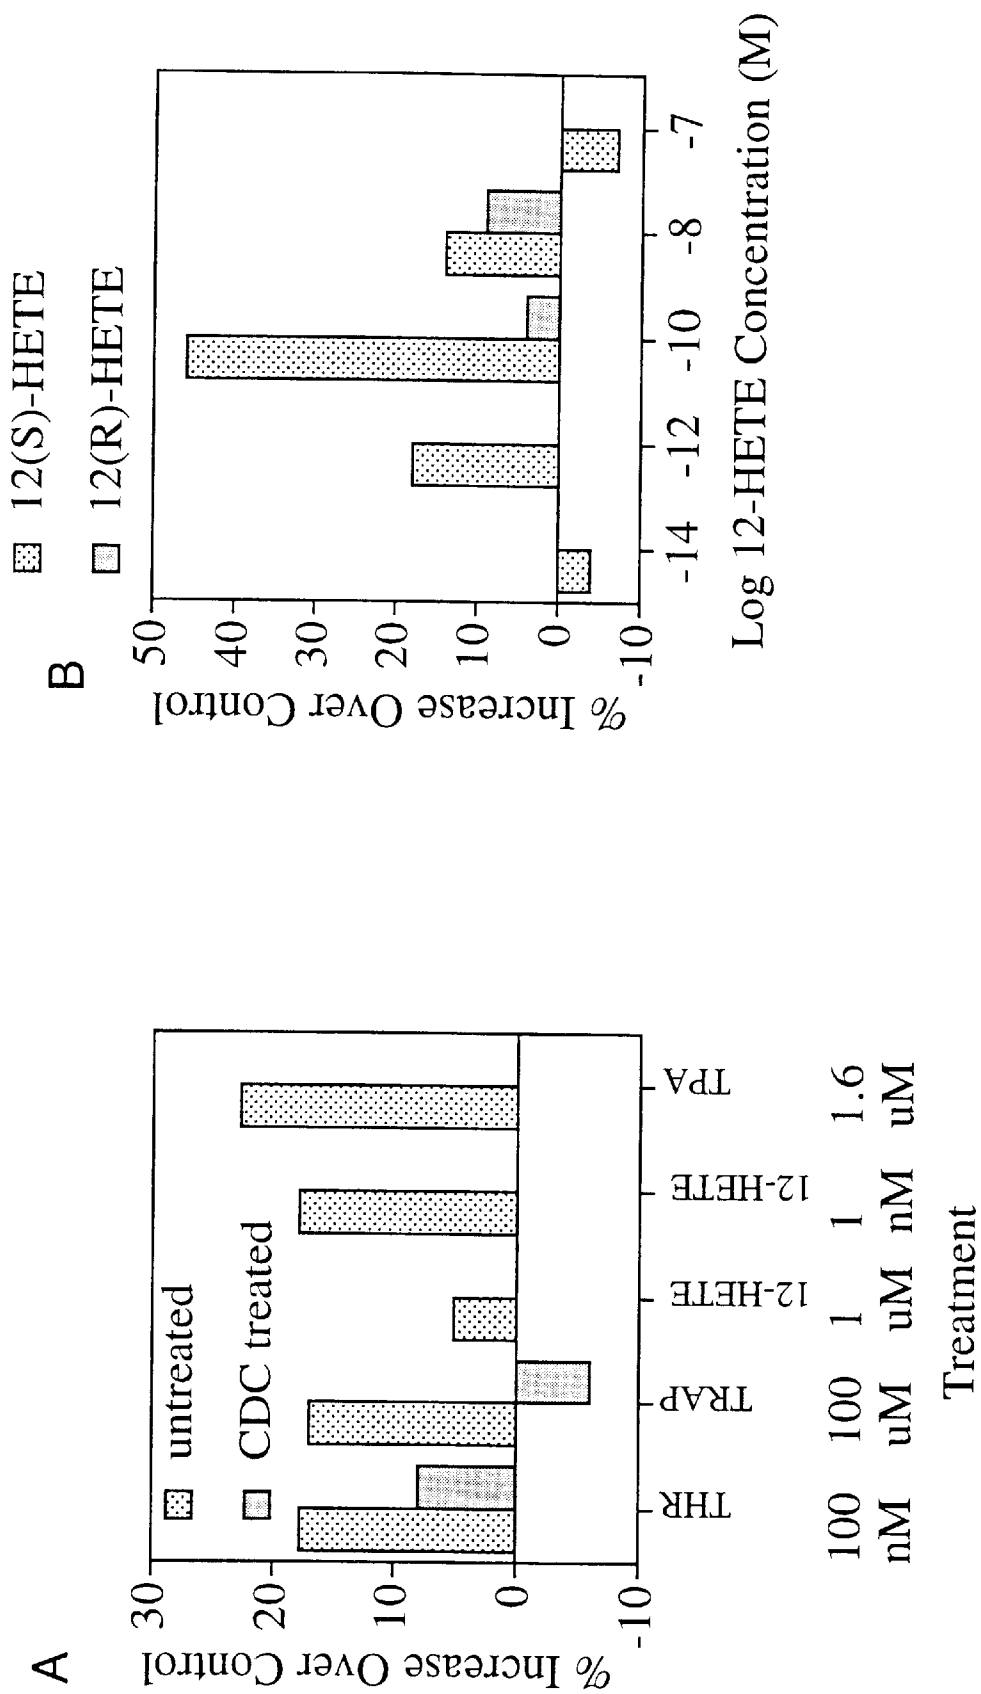 A
% Increase Over Control
30
20
10
0
-10
untreated
CDC treated
THR
TRAP
12-HETE
12-HETE
TPA
100 100 1 1 1.6
nM uM uM nM uM
Treatment
B
12(S)-HETE
12(R)-HETE
% Increase Over Control
50
40
30
20
10
0
-10
-14 -12 -10 -8 -7
Log 12-HETE Concentration (M)